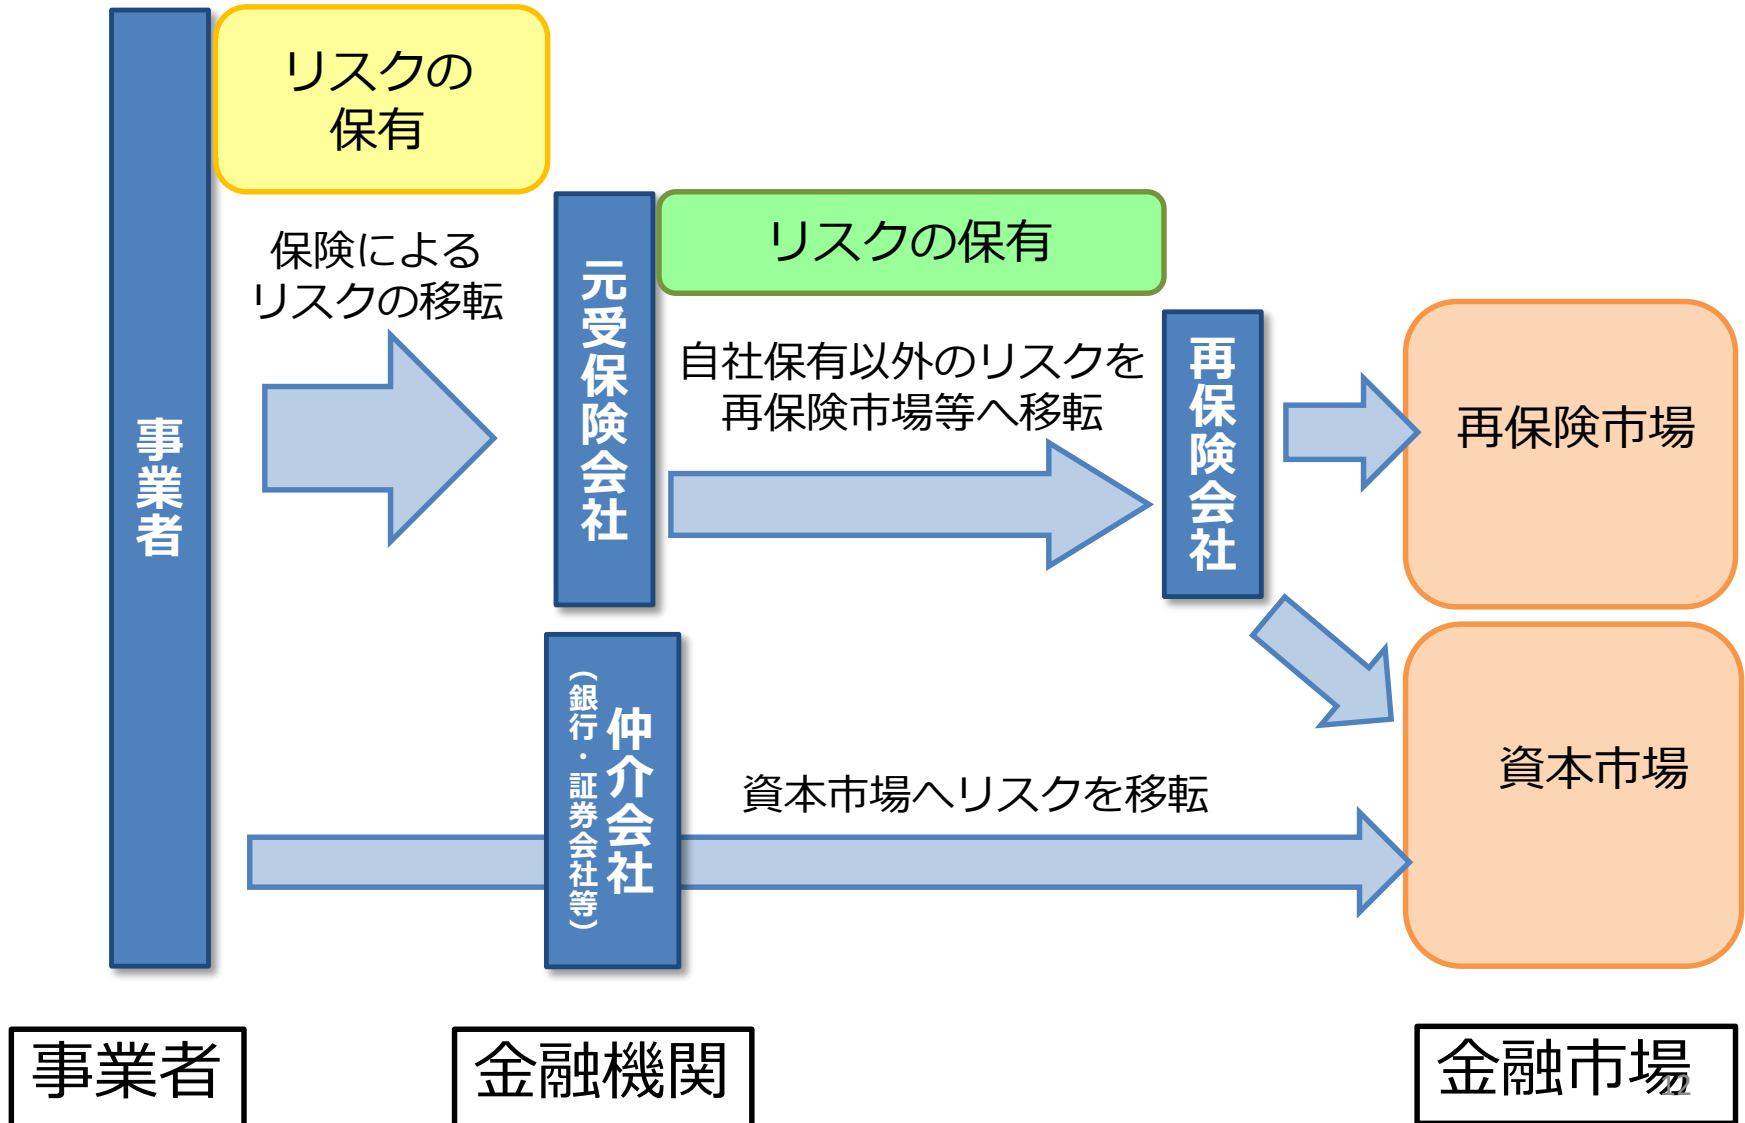 リスクの
保有
保険による
リスクの移転
事業者
元受保険会社
リスクの保有
自社保有以外のリスクを
再保険市場等へ移転
再保険会社
再保険市場
仲介会社
（銀行・証券会社等）
資本市場へリスクを移転
資本市場
事業者
金融機関
金融市場
12